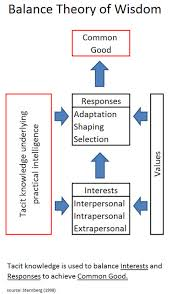 Balance Theory of Wisdom
Common
Good
Tacit knowledge underlying
practical intelligence
Responses
Adaptation
Shaping
Selection
Values
Interests
Interpersonal
Intrapersonal
Extrapersonal
Tacit knowledge is used to balance Interests and
Responses to achieve Common Good.
source: Sternberg (1998)